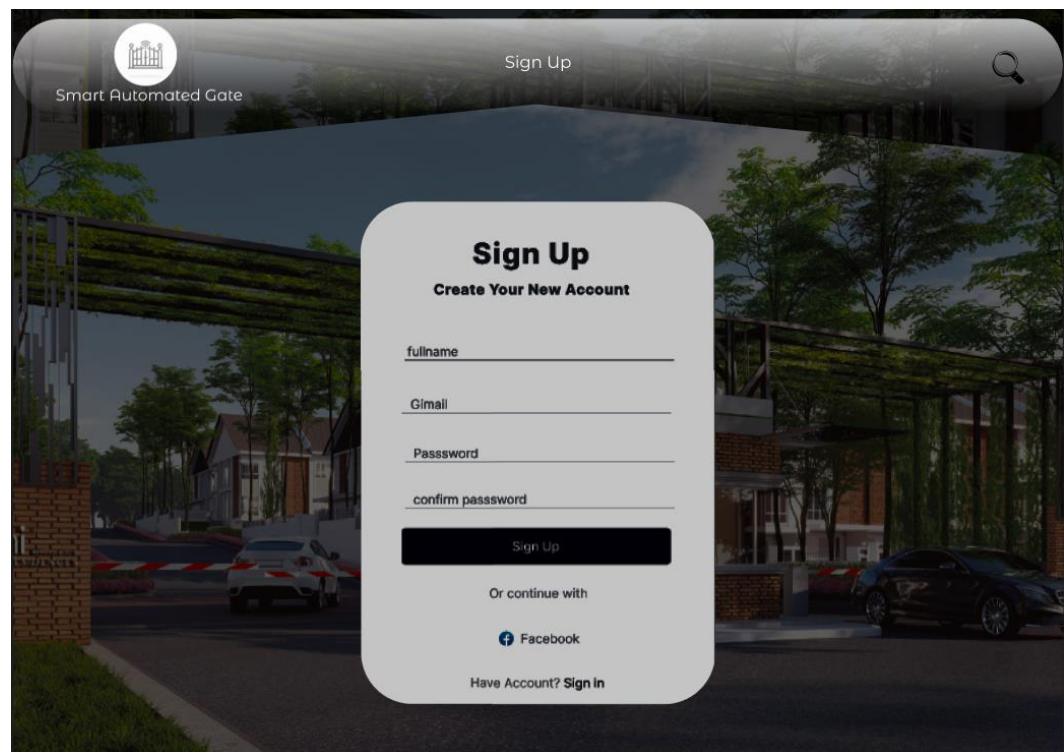 Sign Up
Smart Automated Gate
Sign Up
Create Your New Account
fullname
Gimail
Passsword
confirm passsword
Sign Up
Or continue with
Facebook
Have Account? Sign in